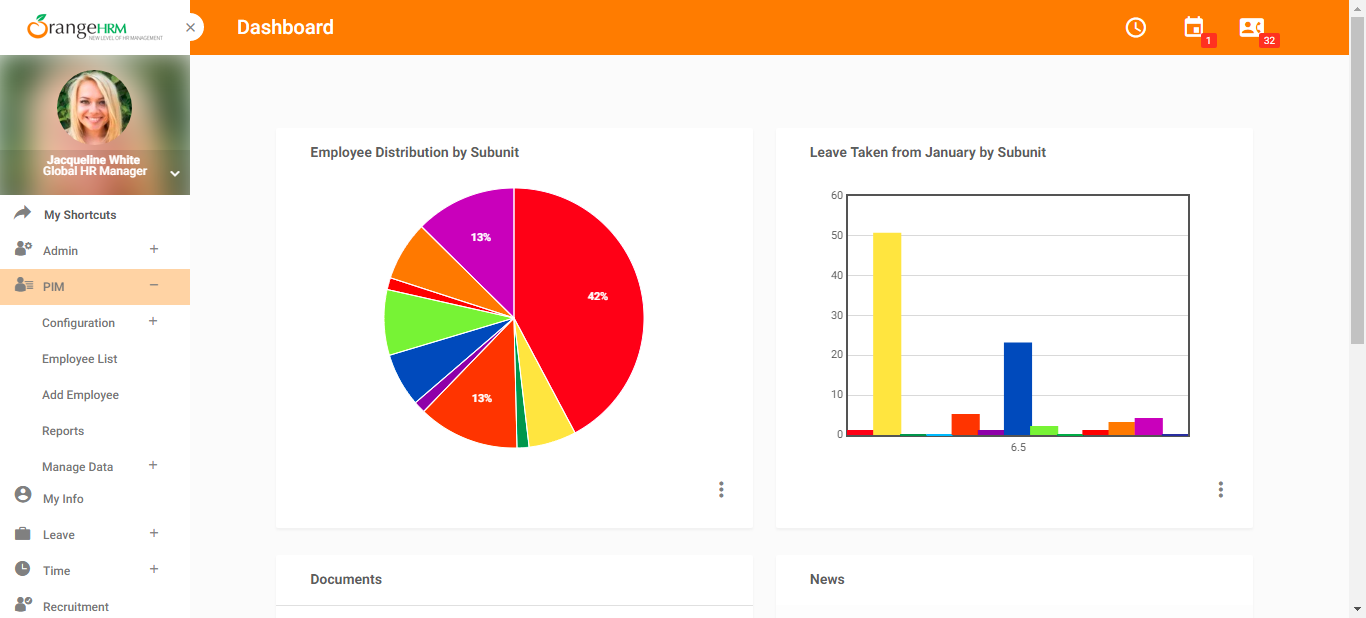 OrangeHRM
NEW LEVEL OF HR MANAGEMENT
Dashboard
1
32
Jacqueline White
Global HR Manager
My Shortcuts
Admin
PIM
Configuration
Employee List
Add Employee
Reports
Manage Data
My Info
Leave
Time
Recruitment
Employee Distribution by Subunit
13%
42%
13%
Leave Taken from January by Subunit
60
50
40
30
20
10
0
6.5
Documents
News